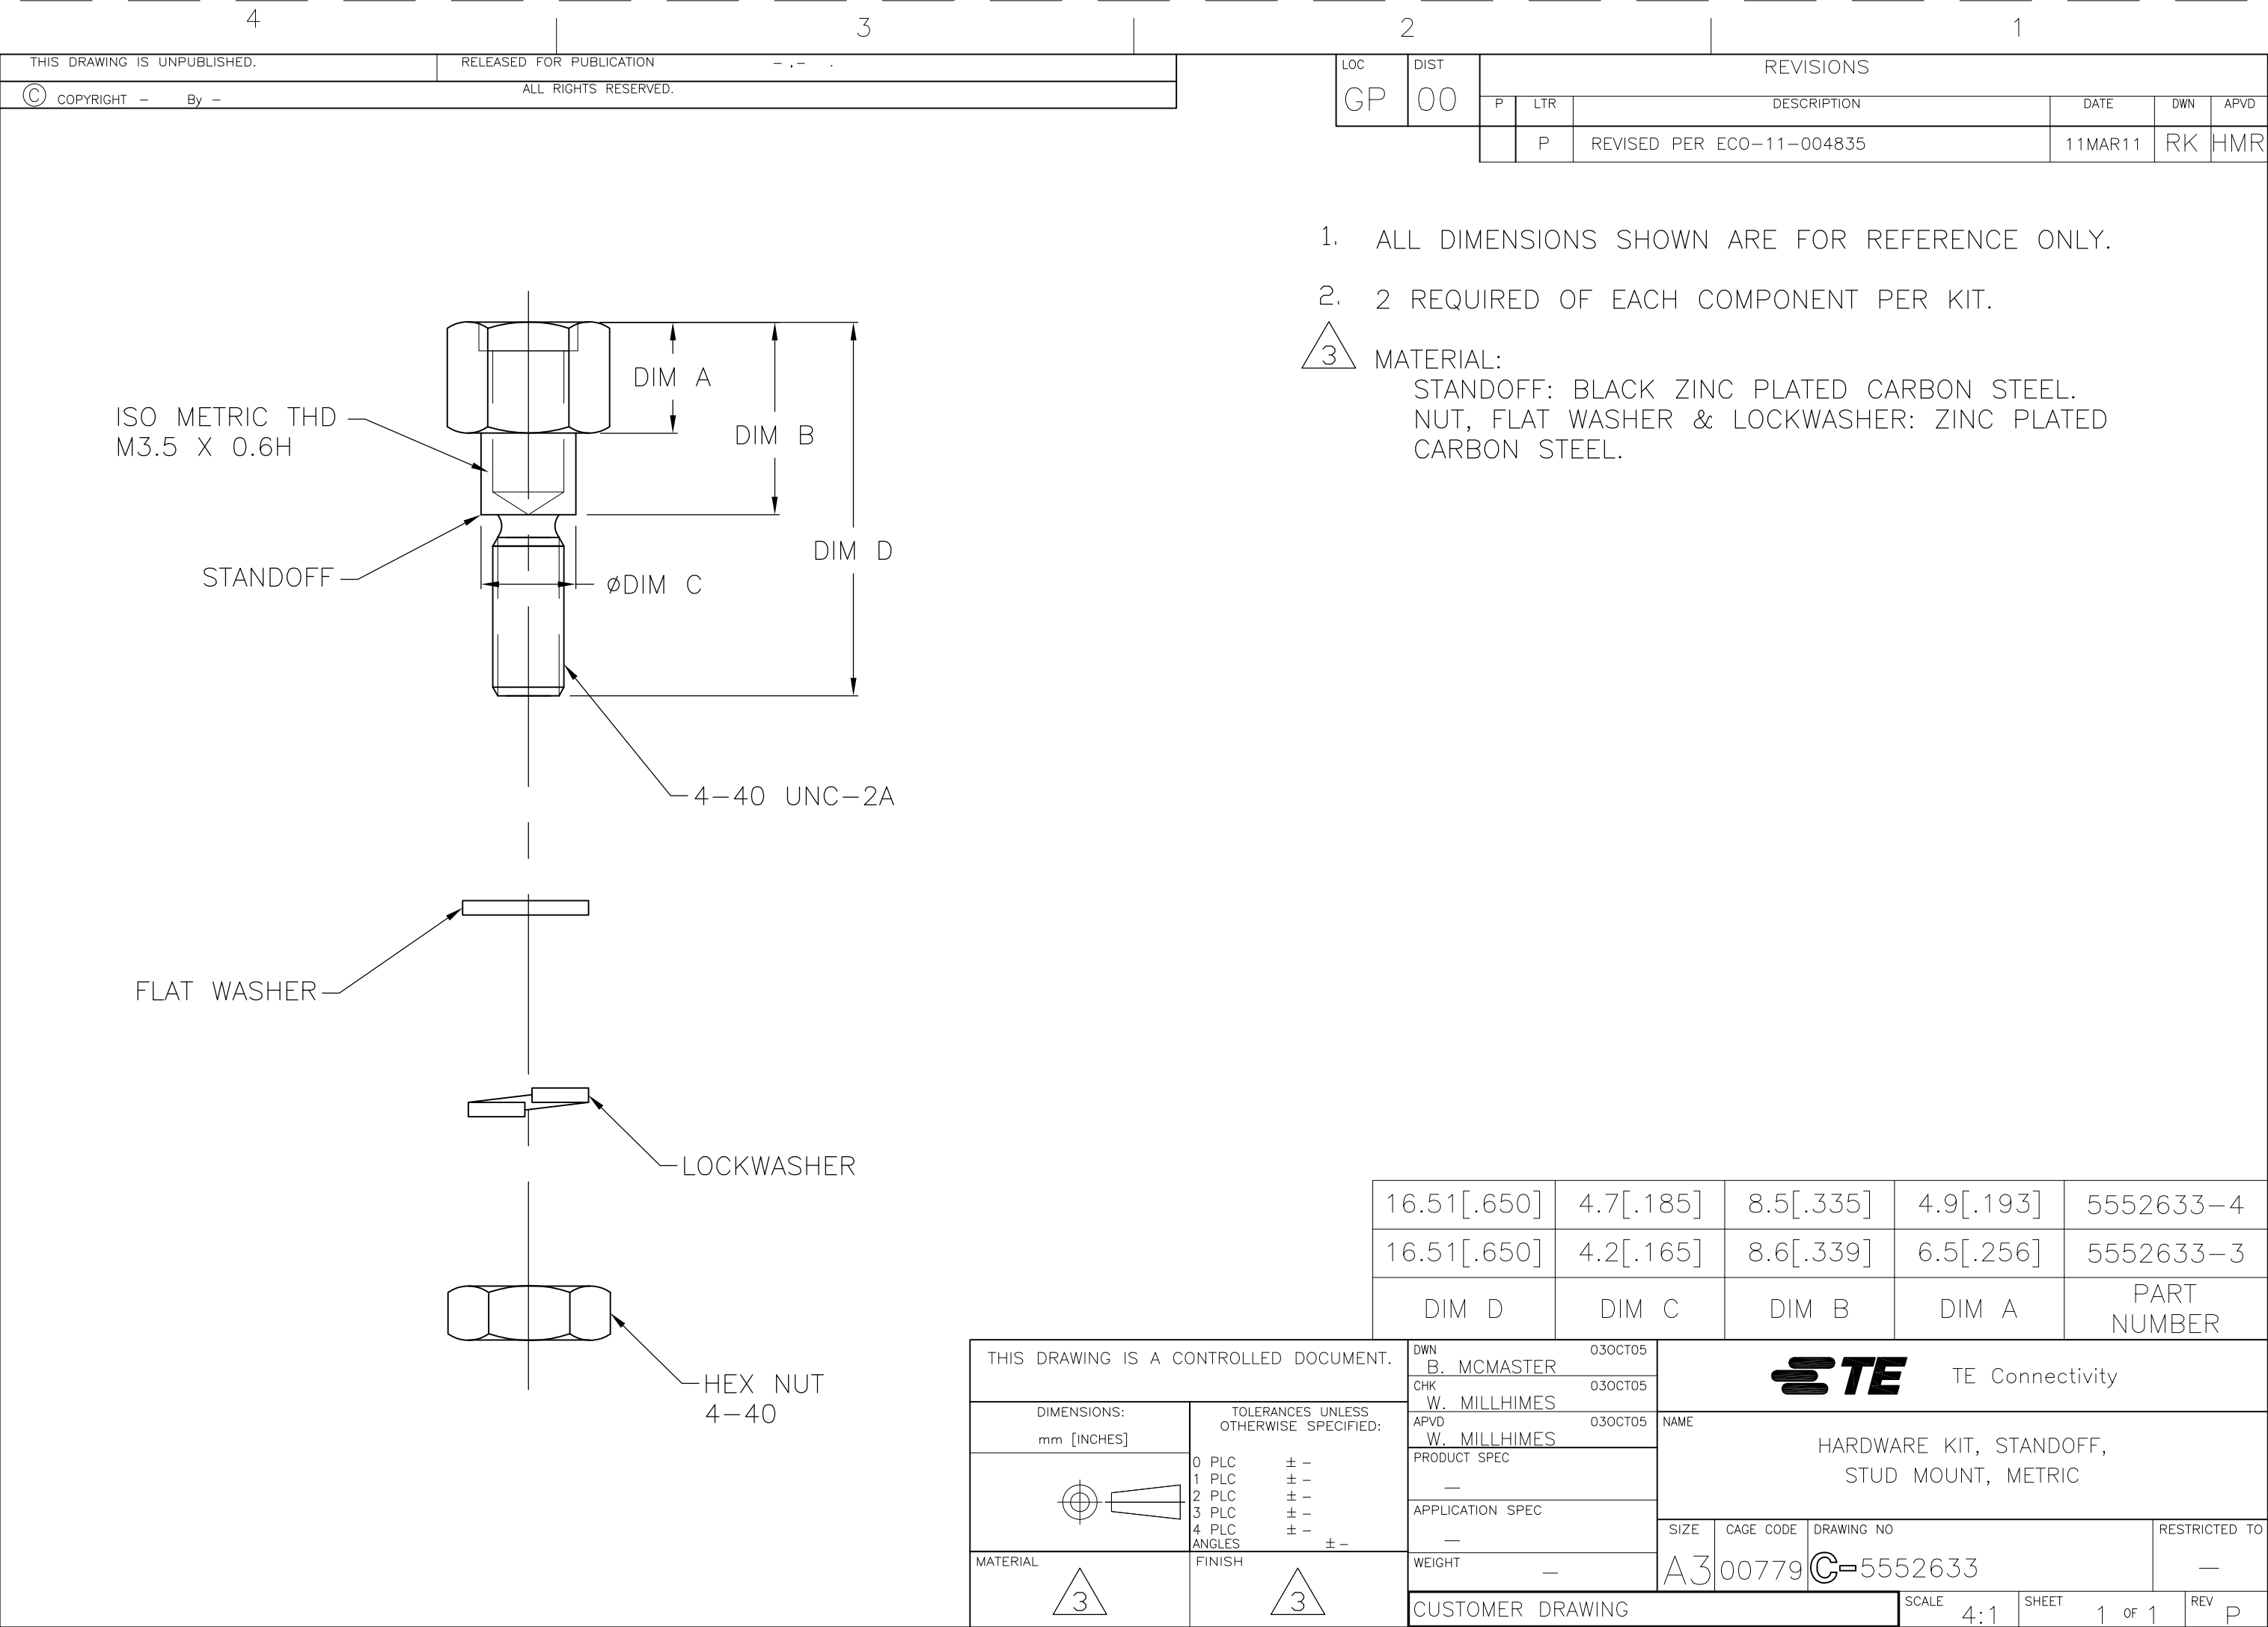 4 3 2 1
THIS DRAWING IS UNPUBLISHED. RELEASED FOR PUBLICATION – ,– .
© COPYRIGHT – By – ALL RIGHTS RESERVED.
LOC DIST REVISIONS
GP 00
P LTR DESCRIPTION DATE DWN APVD
P REVISED PER ECO–11–004835 11MAR11 RK HMR
1. ALL DIMENSIONS SHOWN ARE FOR REFERENCE ONLY.
2. 2 REQUIRED OF EACH COMPONENT PER KIT.
3 MATERIAL:
STANDOFF: BLACK ZINC PLATED CARBON STEEL.
NUT, FLAT WASHER & LOCKWASHER: ZINC PLATED
CARBON STEEL.
DIM A
ISO METRIC THD
M3.5 X 0.6H
DIM B
DIM D
STANDOFF
øDIM C
4–40 UNC–2A
FLAT WASHER
LOCKWASHER
HEX NUT
4–40
16.51[.650] 4.7[.185] 8.5[.335] 4.9[.193] 5552633–4
16.51[.650] 4.2[.165] 8.6[.339] 6.5[.256] 5552633–3
DIM D DIM C DIM B DIM A PART
NUMBER
THIS DRAWING IS A CONTROLLED DOCUMENT.
DIMENSIONS:
mm [INCHES]
TOLERANCES UNLESS
OTHERWISE SPECIFIED:
0 PLC ± –
1 PLC ± –
2 PLC ± –
3 PLC ± –
4 PLC ± –
ANGLES ± –
MATERIAL 3
FINISH 3
DWN 03OCT05
B. MCMASTER
CHK 03OCT05
W. MILLHIMES
APVD 03OCT05
W. MILLHIMES
PRODUCT SPEC
–
APPLICATION SPEC
–
WEIGHT –
CUSTOMER DRAWING
TE TE Connectivity
NAME
HARDWARE KIT, STANDOFF,
STUD MOUNT, METRIC
SIZE CAGE CODE DRAWING NO RESTRICTED TO
A3 00779 C–5552633 –
SCALE 4:1 SHEET 1 OF 1 REV P